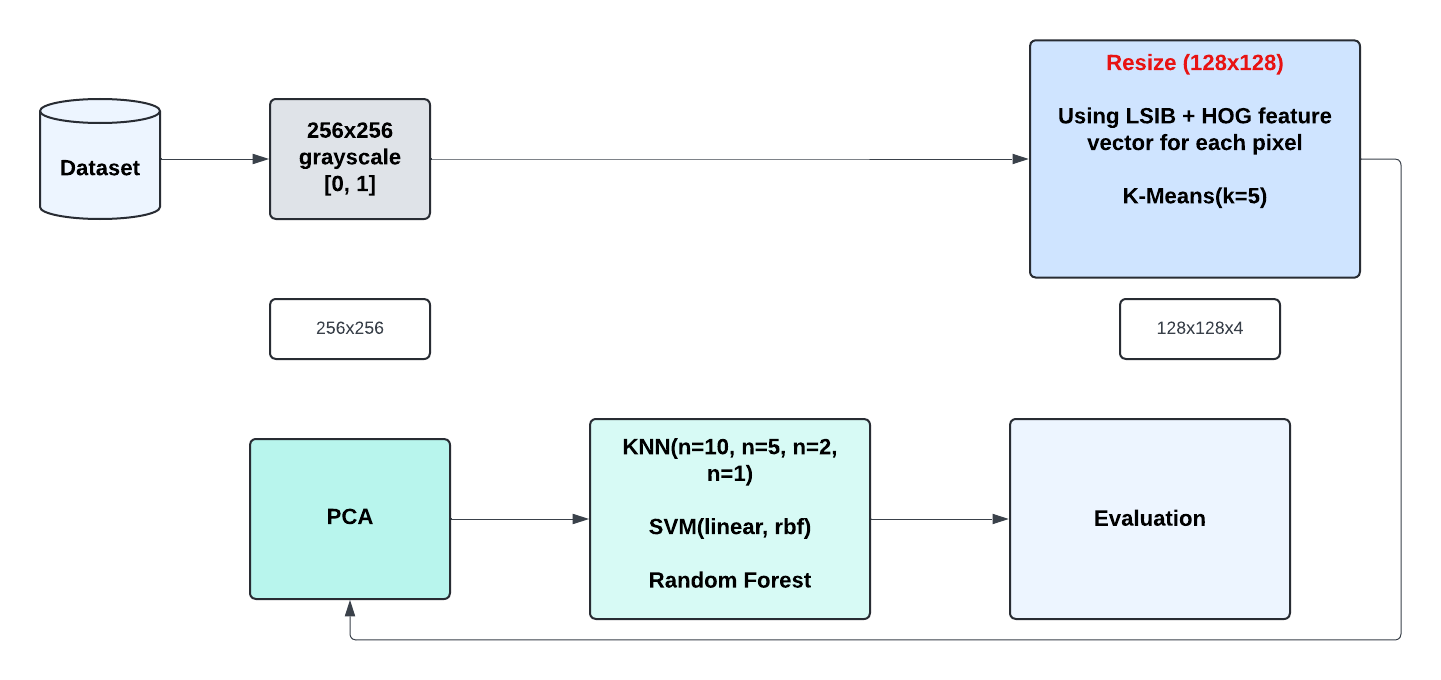 Dataset
256x256
grayscale
[0, 1]
Resize (128x128)
Using LSIB + HOG feature
vector for each pixel
K-Means(k=5)
256x256
128x128x4
PCA
KNN(n=10, n=5, n=2,
n=1)
SVM(linear, rbf)
Random Forest
Evaluation